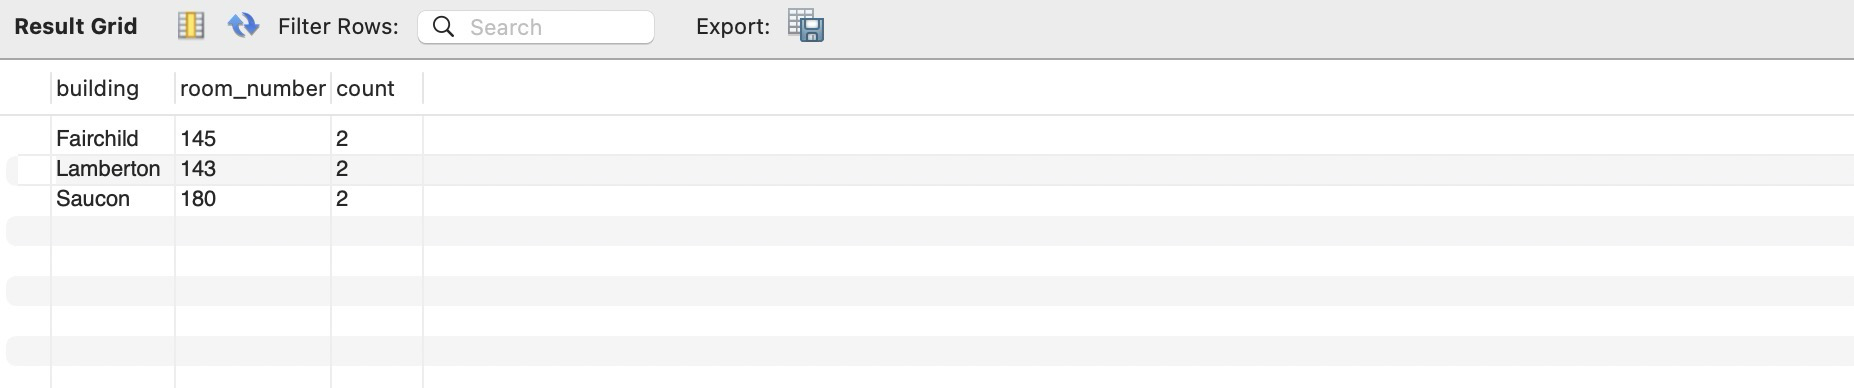 Result Grid Filter Rows: Search Export:
building room_number count
Fairchild 145 2
Lamberton 143 2
Saucon 180 2